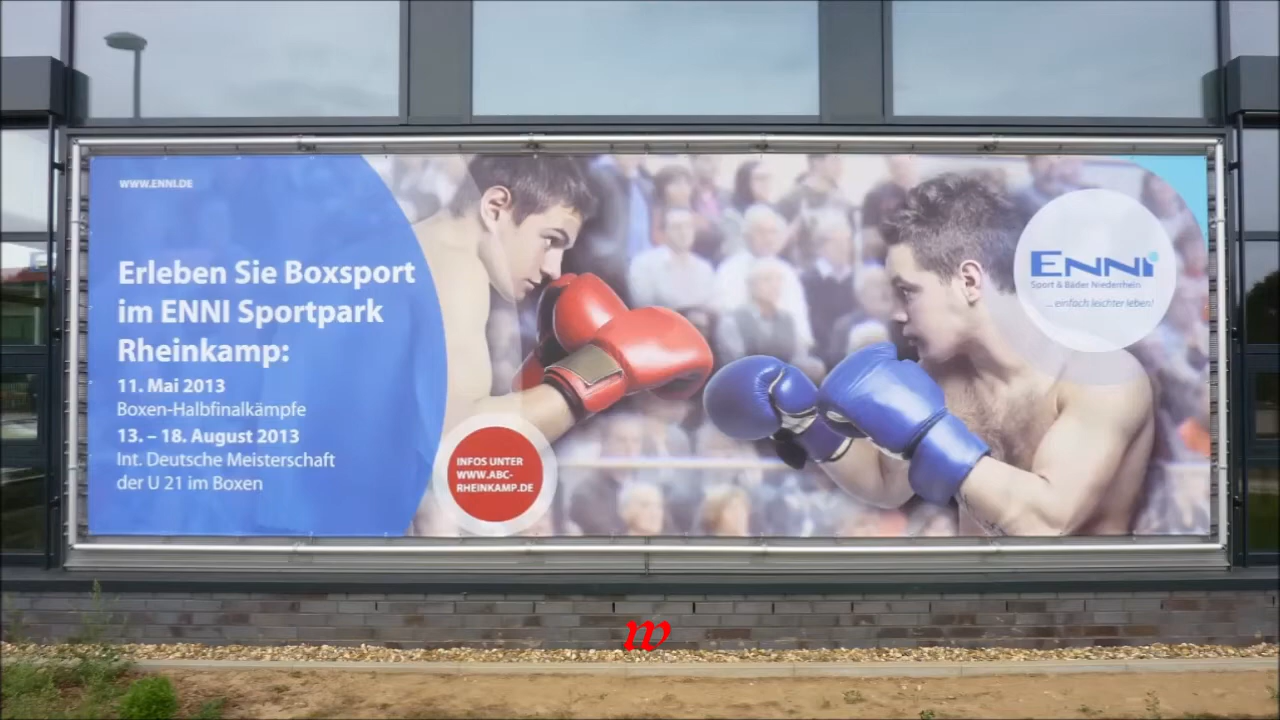 WWW.ENNI.DE
Erleben Sie Boxsport
im ENNI Sportpark
Rheinkamp:
11. Mai 2013
Boxen-Halbfinalkämpfe
13. – 18. August 2013
Int. Deutsche Meisterschaft
der U 21 im Boxen
INFOS UNTER
WWW.ABC-
RHEINKAMP.DE
ENNI
Sport & Bäder Niederrhein
... einfach leichter leben!
w